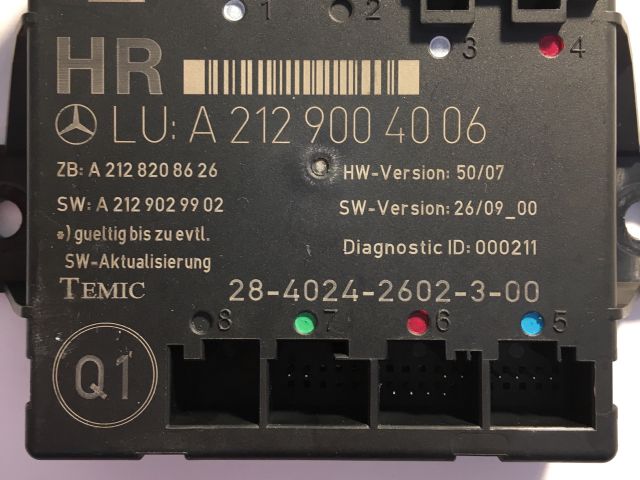 1 2
3 4
HR
LU: A 212 900 40 06
ZB: A 212 820 86 26
HW-Version: 50/07
SW: A 212 902 99 02
SW-Version: 26/09_00
*) gueltig bis zu evtl.
SW-Aktualisierung
Diagnostic ID: 000211
TEMIC
28-4024-2602-3-00
8 7 6 5
Q1